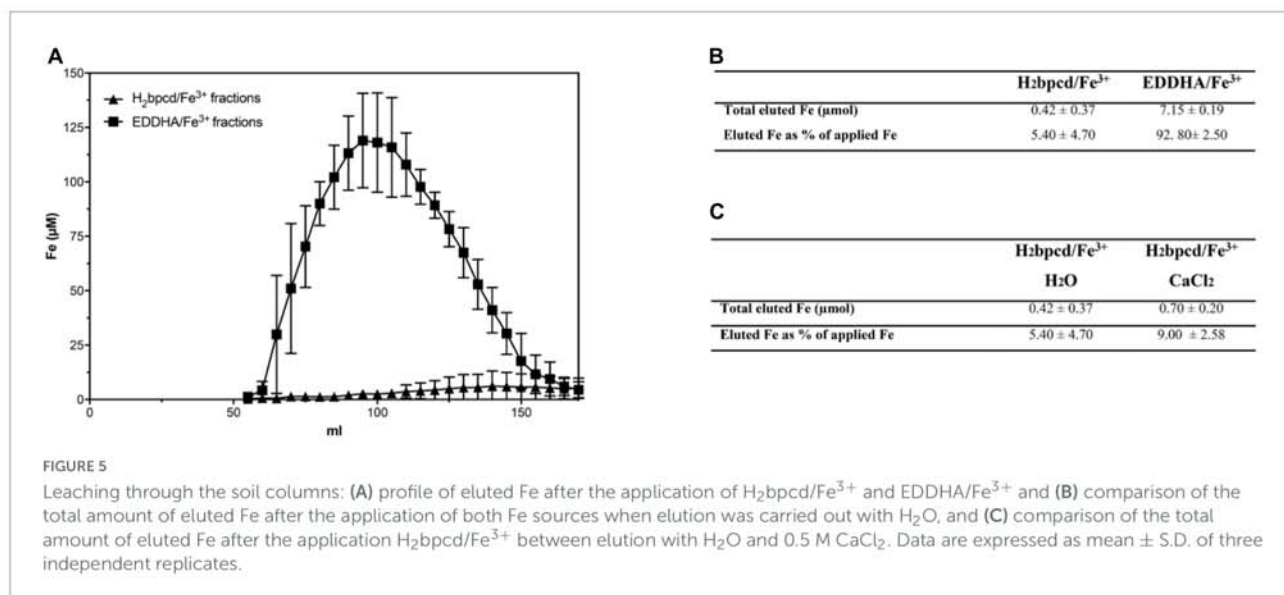 A
150
125
100
75
50
25
0
Fe (µM)
H₂bpcd/Fe³⁺ fractions
EDDHA/Fe³⁺ fractions
0
50
100
150
ml
B
H2bpcd/Fe³⁺ EDDHA/Fe³⁺
Total eluted Fe (µmol) 0.42 ± 0.37 7.15 ± 0.19
Eluted Fe as % of applied Fe 5.40 ± 4.70 92. 80± 2.50
C
H2bpcd/Fe³⁺ H2bpcd/Fe³⁺
H2O CaCl2
Total eluted Fe (µmol) 0.42 ± 0.37 0.70 ± 0.20
Eluted Fe as % of applied Fe 5.40 ± 4.70 9.00 ± 2.58
FIGURE 5
Leaching through the soil columns: (A) profile of eluted Fe after the application of H₂bpcd/Fe³⁺ and EDDHA/Fe³⁺ and (B) comparison of the
total amount of eluted Fe after the application of both Fe sources when elution was carried out with H₂O, and (C) comparison of the total
amount of eluted Fe after the application H₂bpcd/Fe³⁺ between elution with H₂O and 0.5 M CaCl₂. Data are expressed as mean ± S.D. of three
independent replicates.